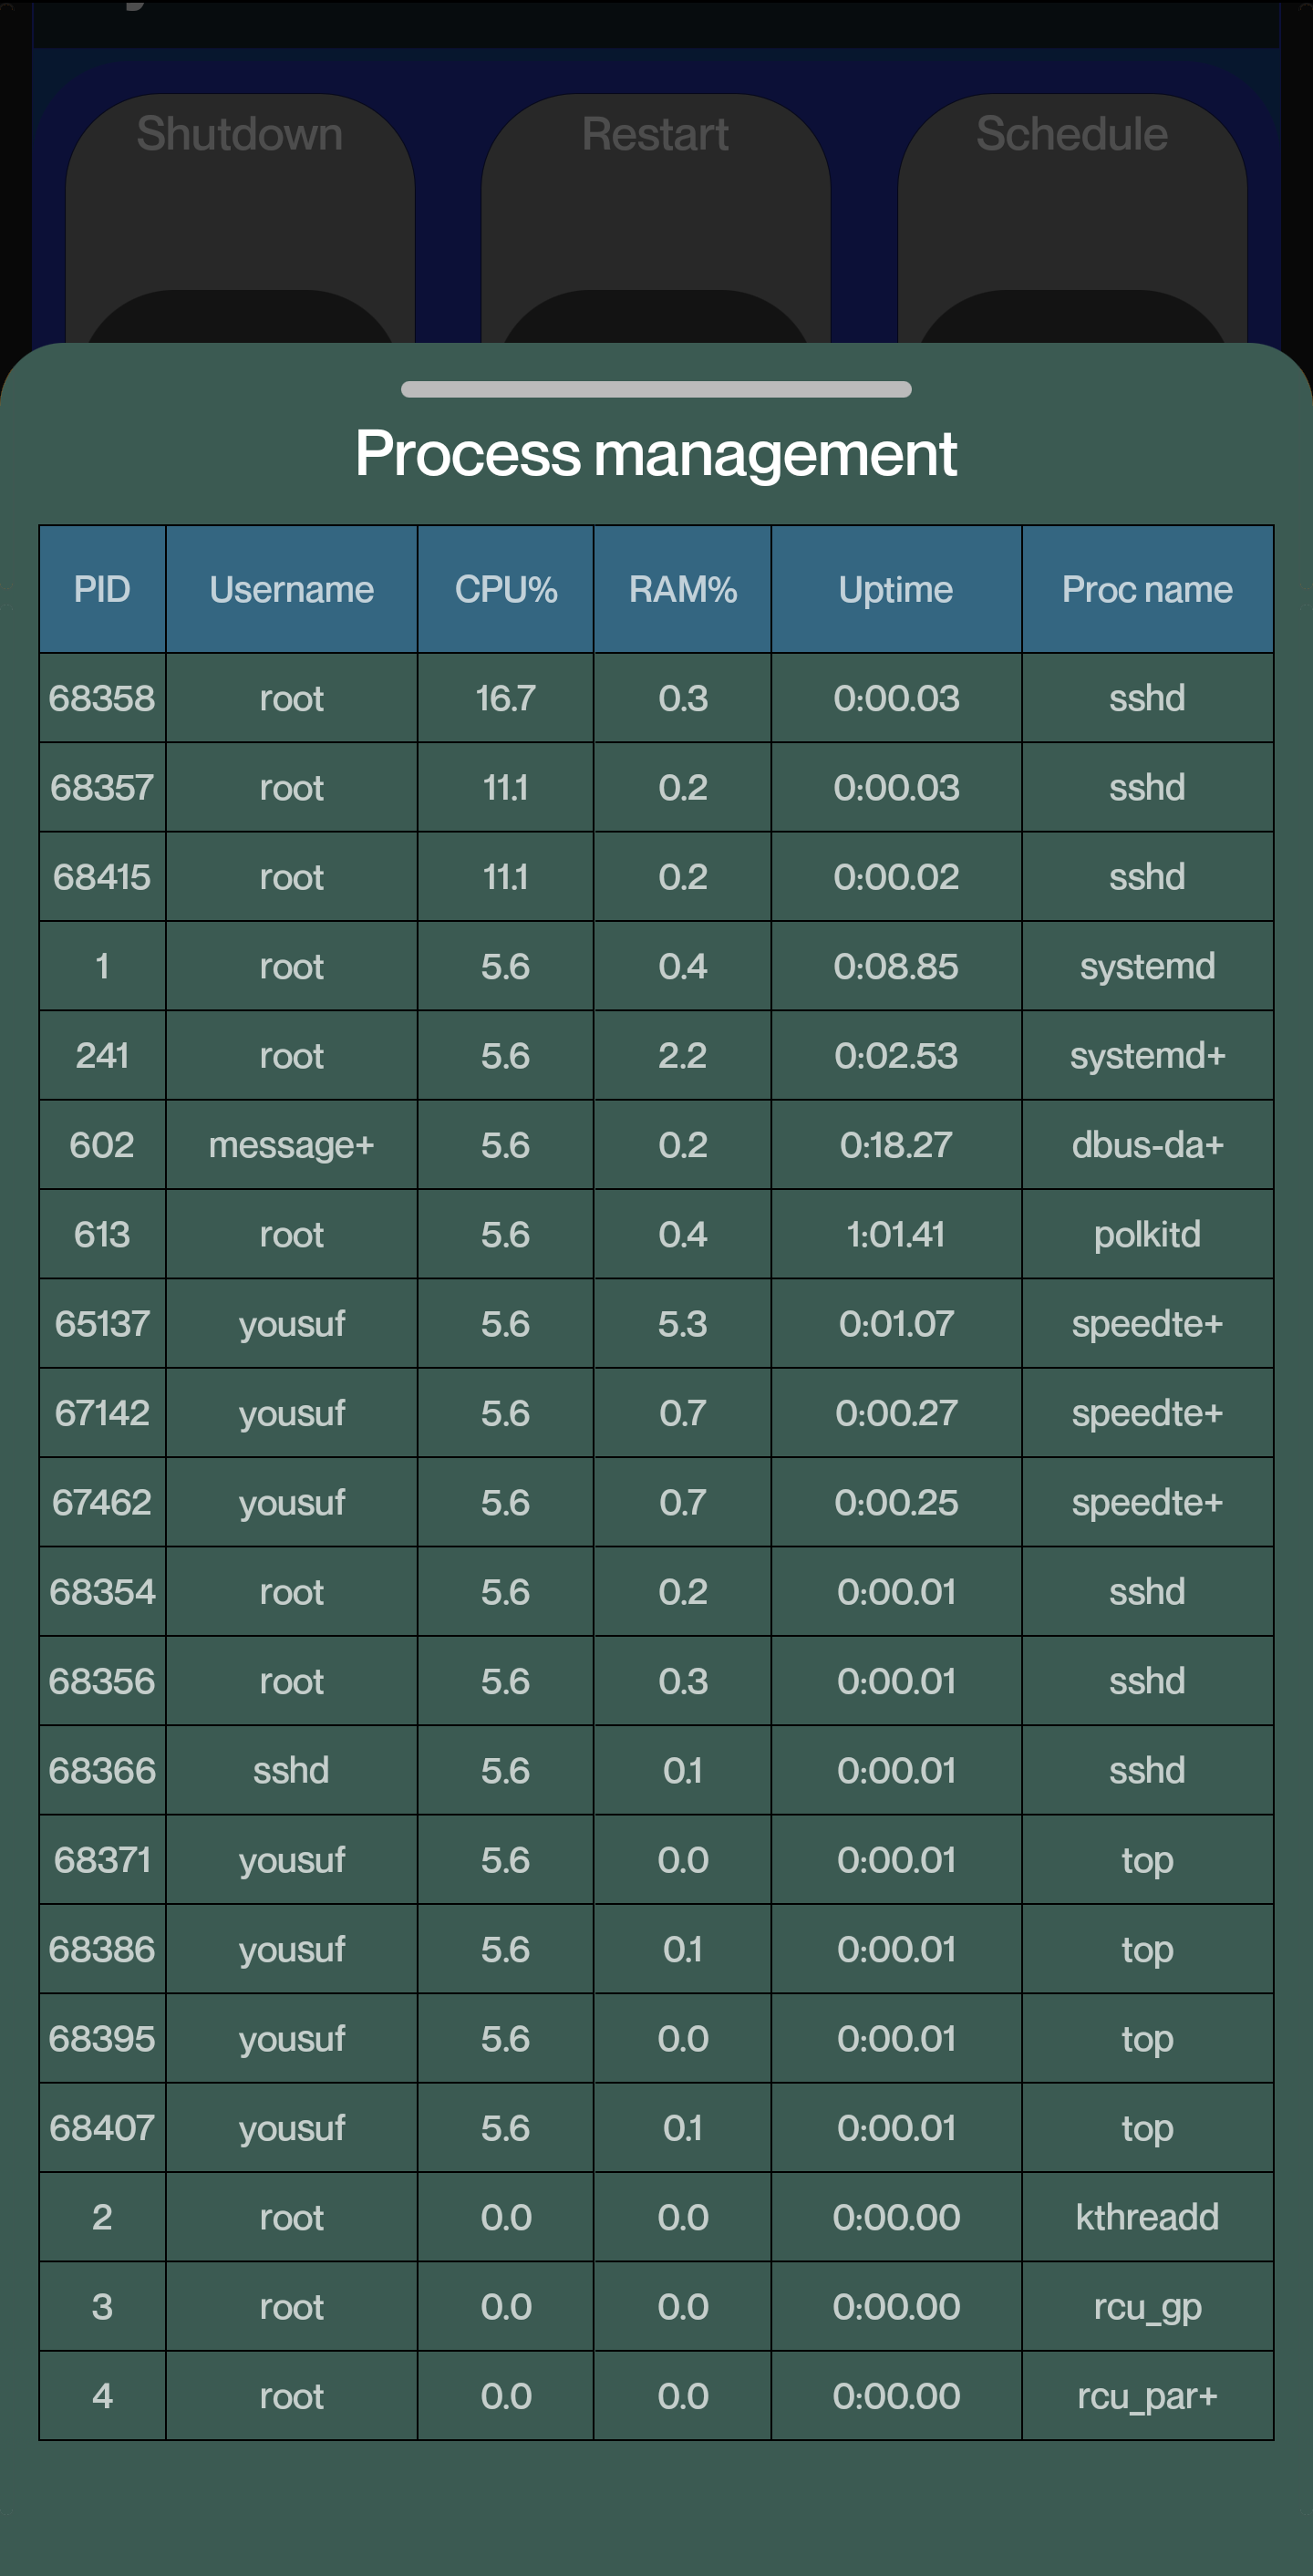 Shutdown Restart Schedule
Process management
PID Username CPU% RAM% Uptime Proc name
68358 root 16.7 0.3 0:00.03 sshd
68357 root 11.1 0.2 0:00.03 sshd
68415 root 11.1 0.2 0:00.02 sshd
1 root 5.6 0.4 0:08.85 systemd
241 root 5.6 2.2 0:02.53 systemd+
602 message+ 5.6 0.2 0:18.27 dbus-da+
613 root 5.6 0.4 1:01.41 polkitd
65137 yousuf 5.6 5.3 0:01.07 speedte+
67142 yousuf 5.6 0.7 0:00.27 speedte+
67462 yousuf 5.6 0.7 0:00.25 speedte+
68354 root 5.6 0.2 0:00.01 sshd
68356 root 5.6 0.3 0:00.01 sshd
68366 sshd 5.6 0.1 0:00.01 sshd
68371 yousuf 5.6 0.0 0:00.01 top
68386 yousuf 5.6 0.1 0:00.01 top
68395 yousuf 5.6 0.0 0:00.01 top
68407 yousuf 5.6 0.1 0:00.01 top
2 root 0.0 0.0 0:00.00 kthreadd
3 root 0.0 0.0 0:00.00 rcu_gp
4 root 0.0 0.0 0:00.00 rcu_par+